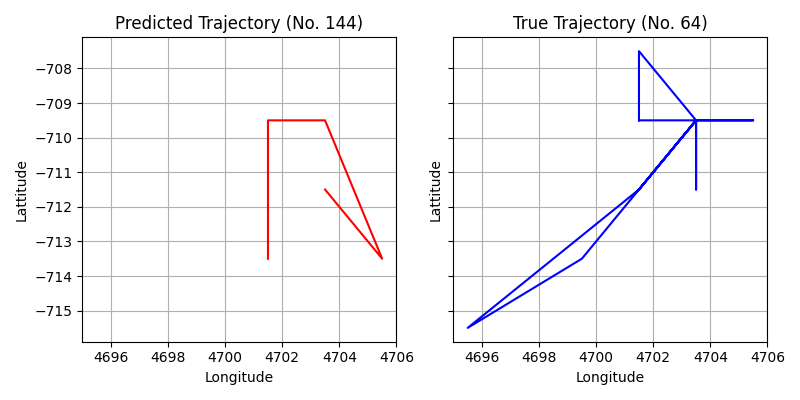 Predicted Trajectory (No. 144)
True Trajectory (No. 64)
Lattitude
−708
−709
−710
−711
−712
−713
−714
−715
4696 4698 4700 4702 4704 4706
Longitude
Lattitude
4696 4698 4700 4702 4704 4706
Longitude